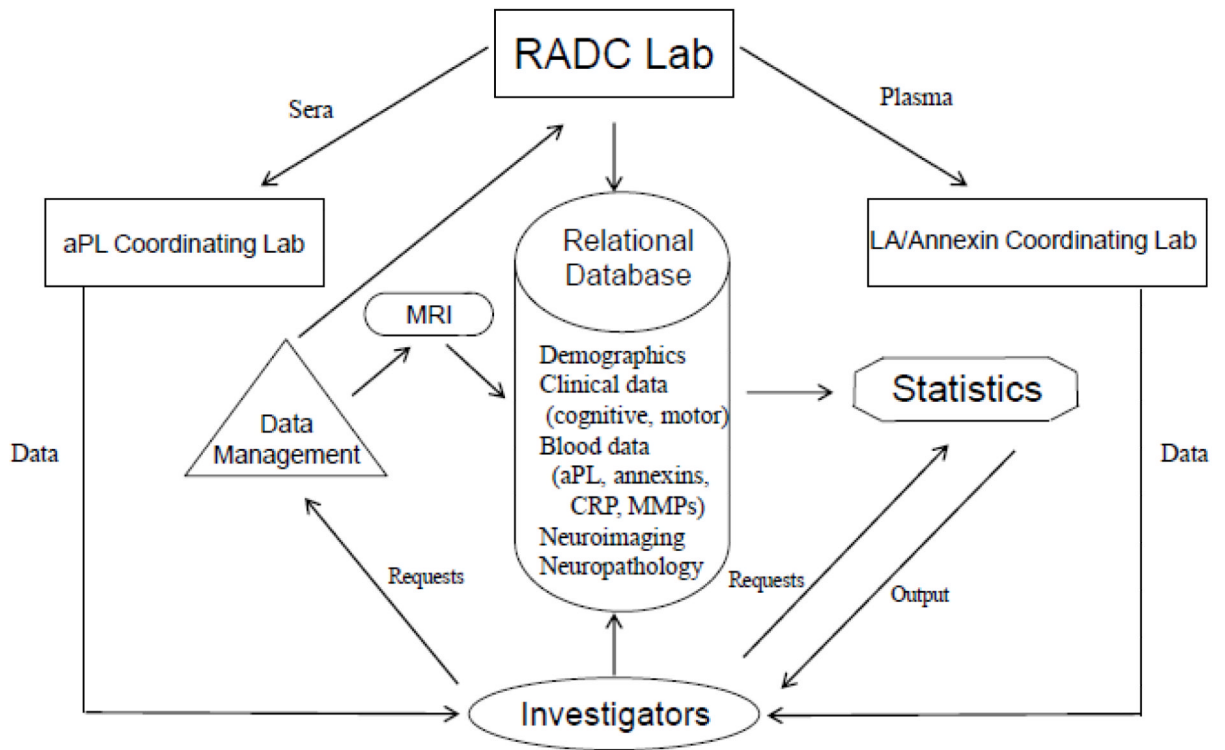 RADC Lab
Sera
Plasma
aPL Coordinating Lab
LA/Annexin Coordinating Lab
Relational
Database
MRI
Demographics
Clinical data
(cognitive, motor)
Blood data
(aPL, annexins,
CRP, MMPs)
Neuroimaging
Neuropathology
Statistics
Data
Management
Data
Data
Requests
Requests
Output
Investigators